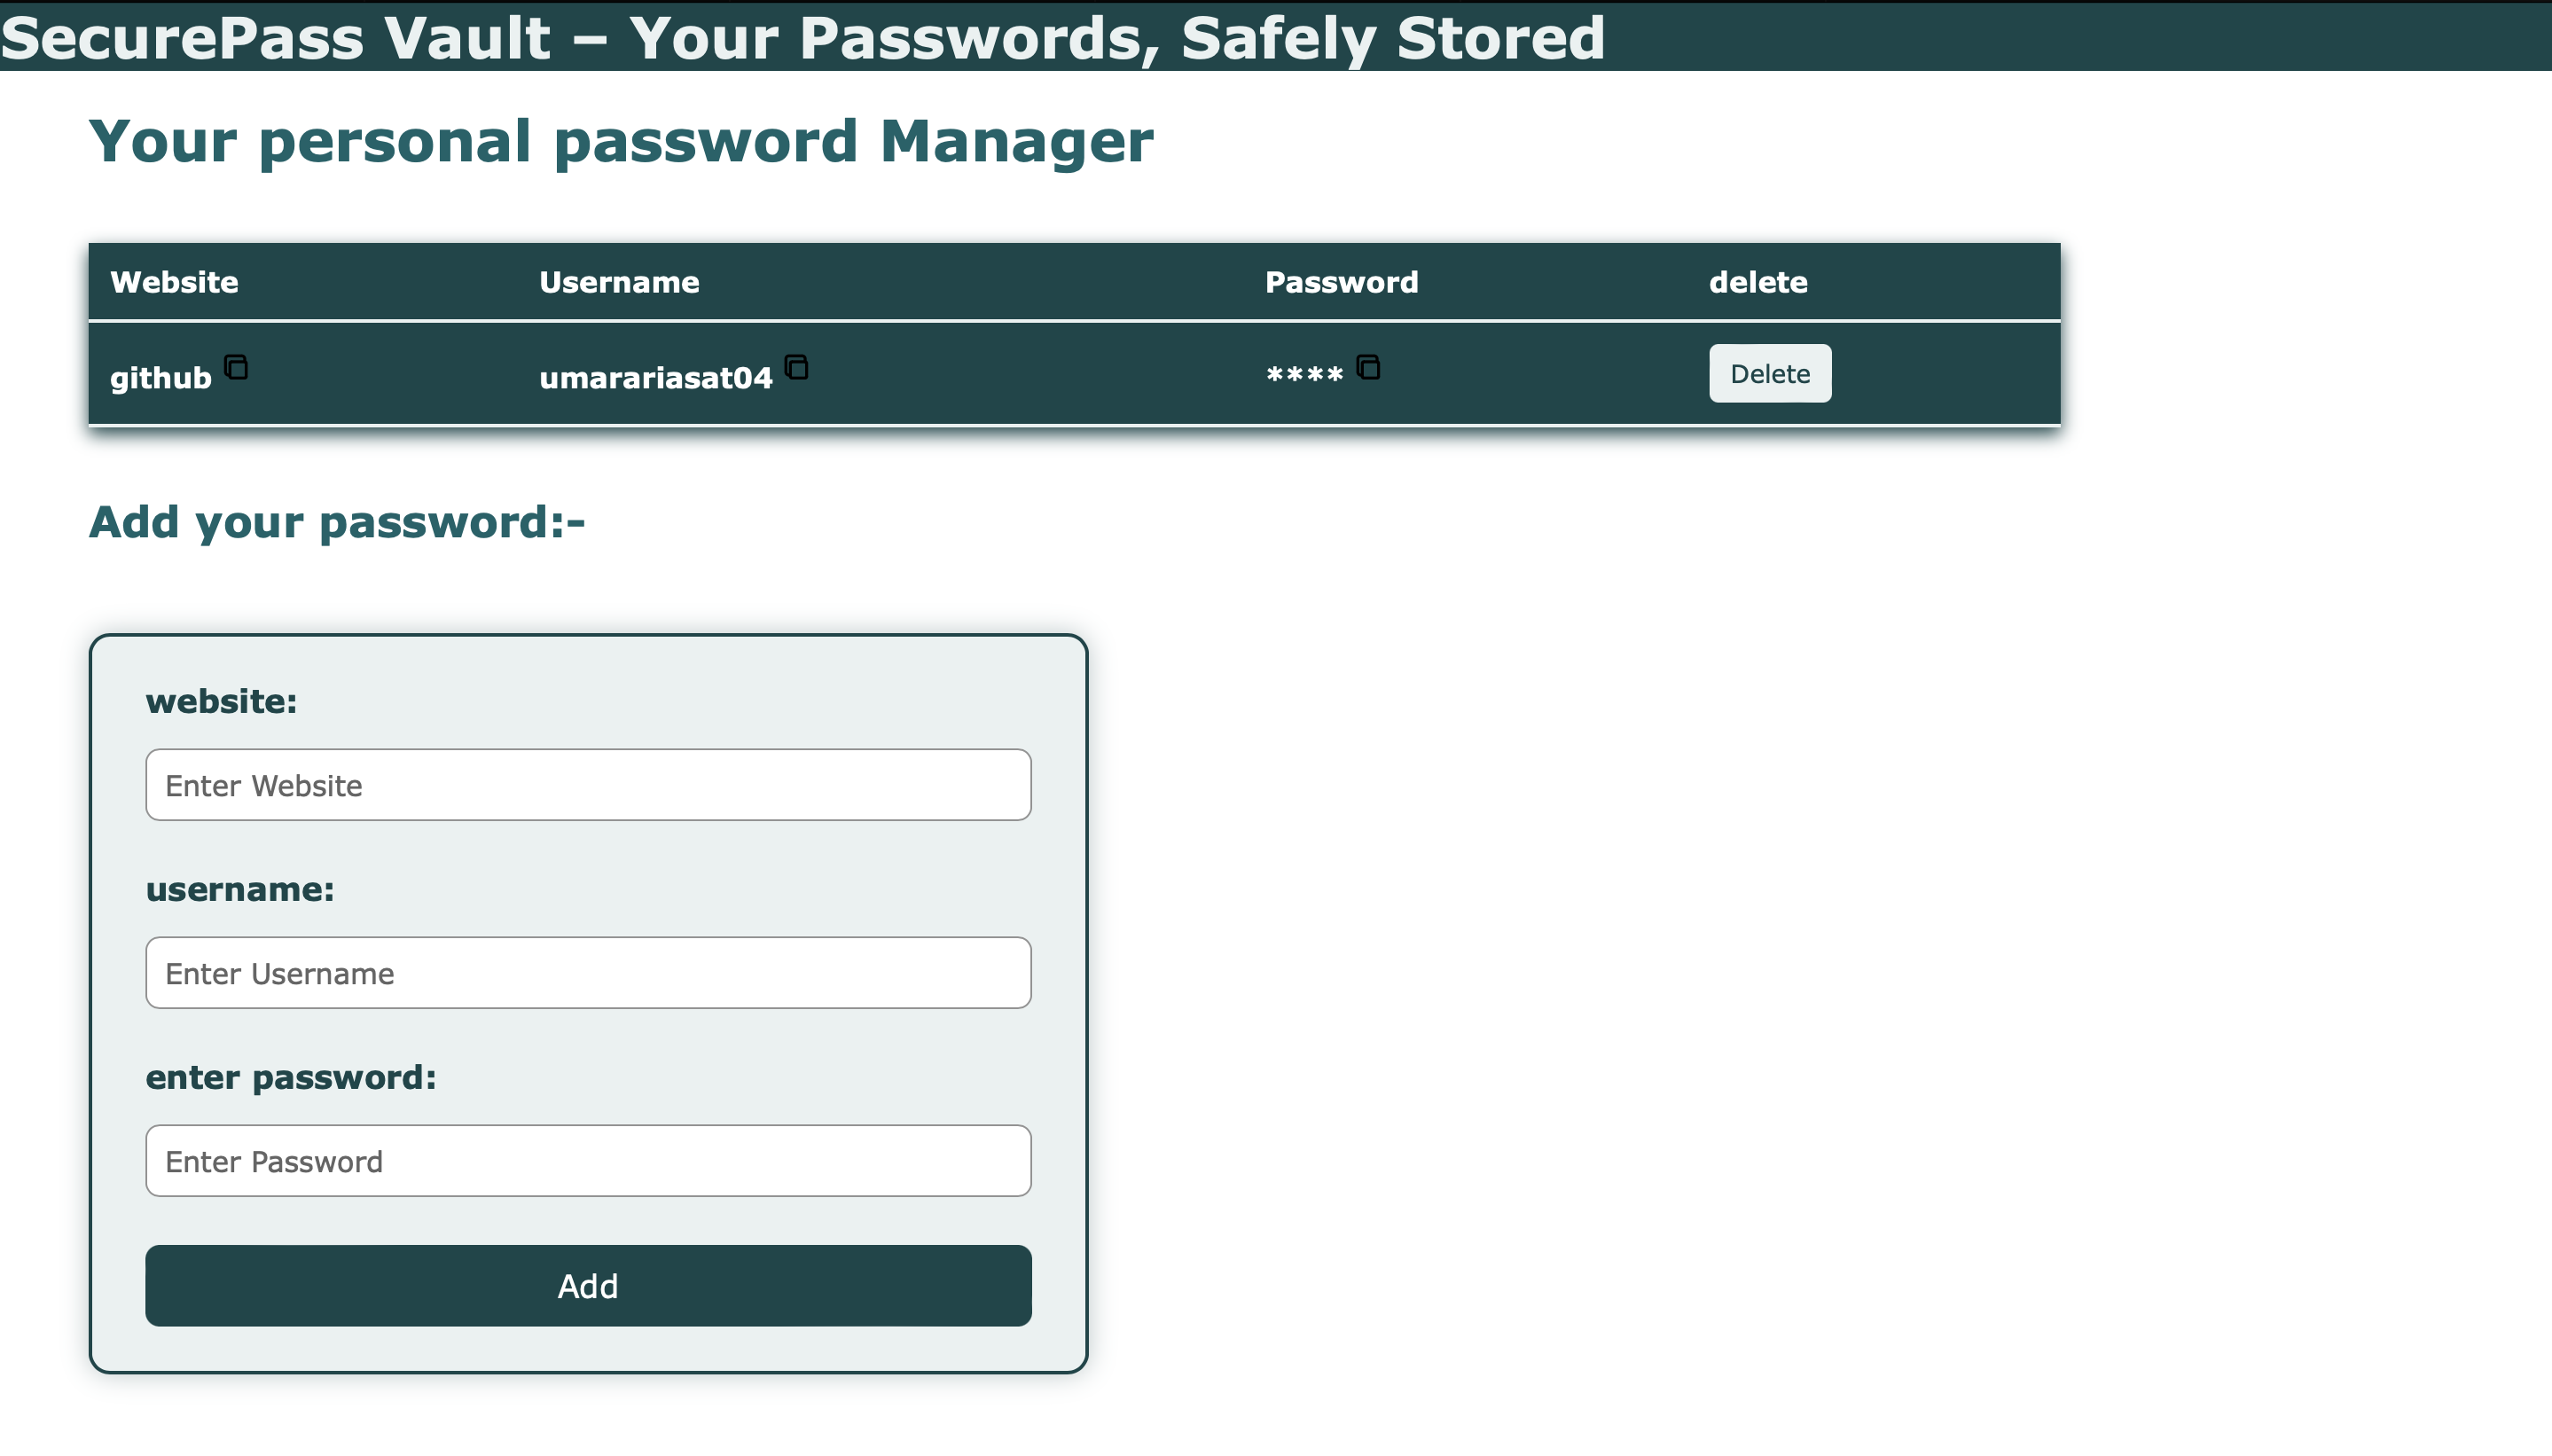 SecurePass Vault – Your Passwords, Safely Stored
Your personal password Manager
Website Username Password delete
github umarariasat04 **** Delete
Add your password:-
website:
Enter Website
username:
Enter Username
enter password:
Enter Password
Add